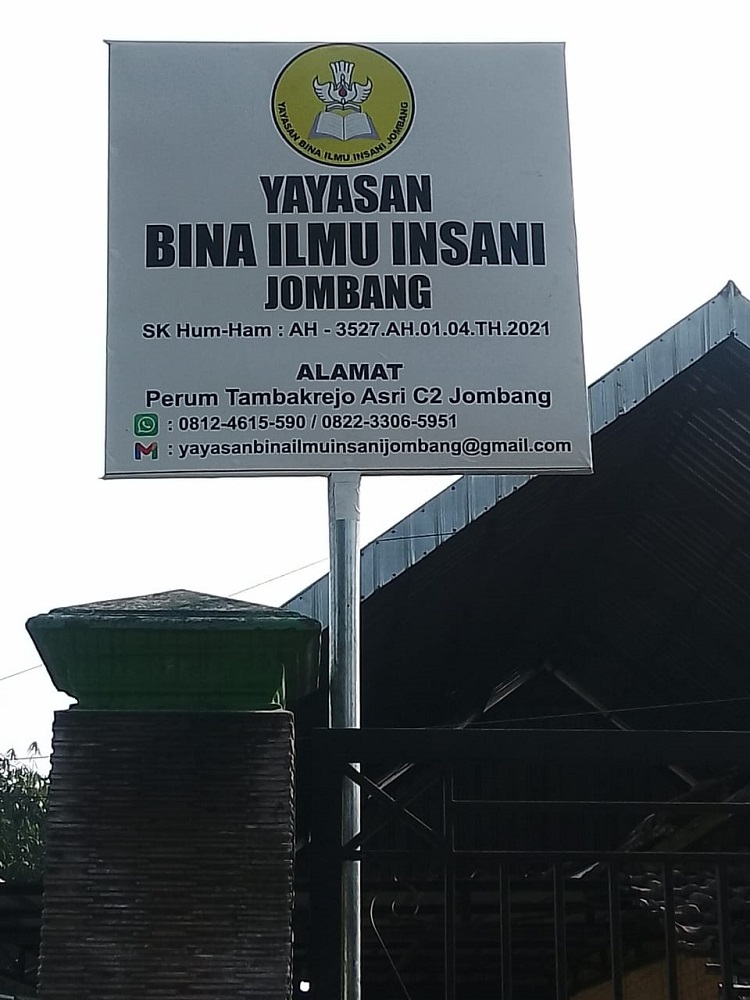 YAYASAN BINA ILMU INSANI JOMBANG
YAYASAN
BINA ILMU INSANI
JOMBANG
SK Hum-Ham : AH - 3527.AH.01.04.TH.2021
ALAMAT
Perum Tambakrejo Asri C2 Jombang
: 0812-4615-590 / 0822-3306-5951
: yayasanbinailmuinsanijombang@gmail.com